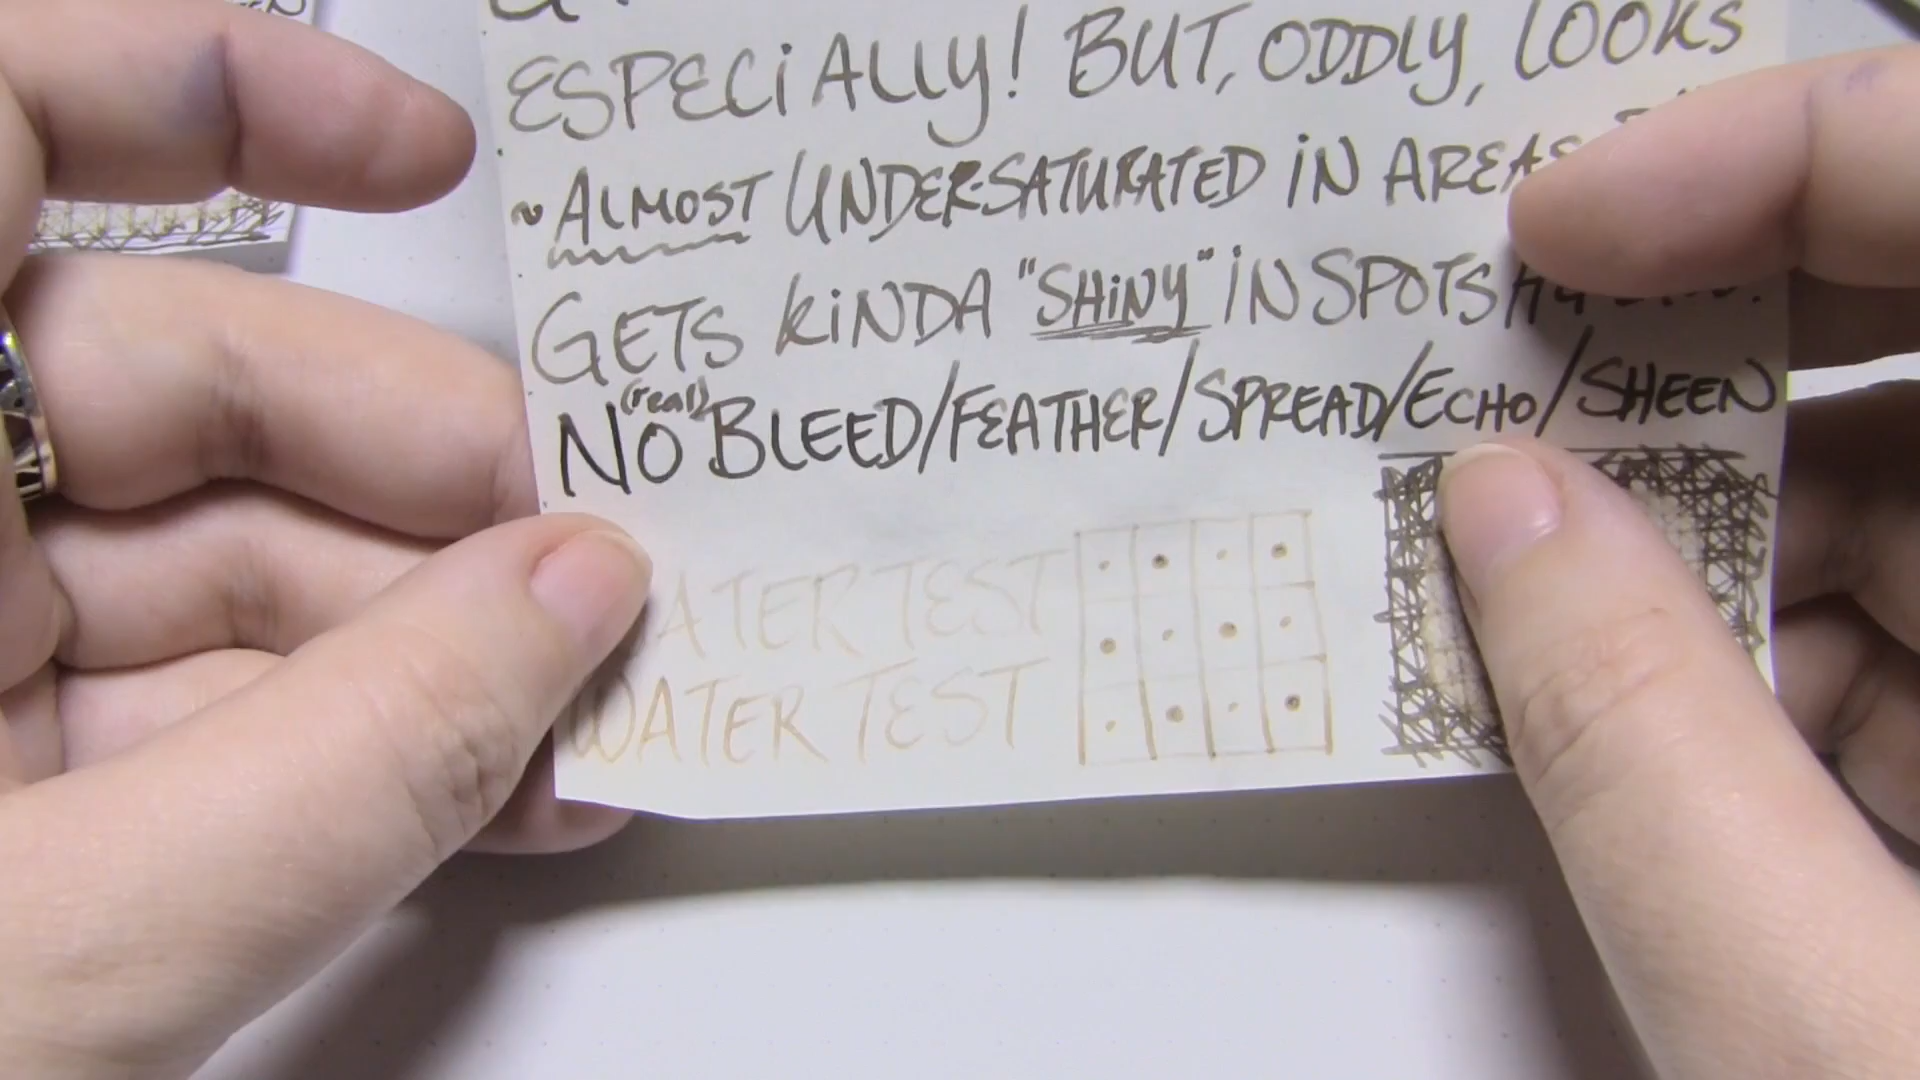 ESPECiALLY! BUT, ODDLY, LOOKS
~ ALMOST UNDER-SATURATED iN AREAS
GETS KiNDA "SHiNY" iN SPOTS
NO (real) BLEED/FEATHER/SPREAD/ECHO/SHEEN
ATER TEST
WATER TEST